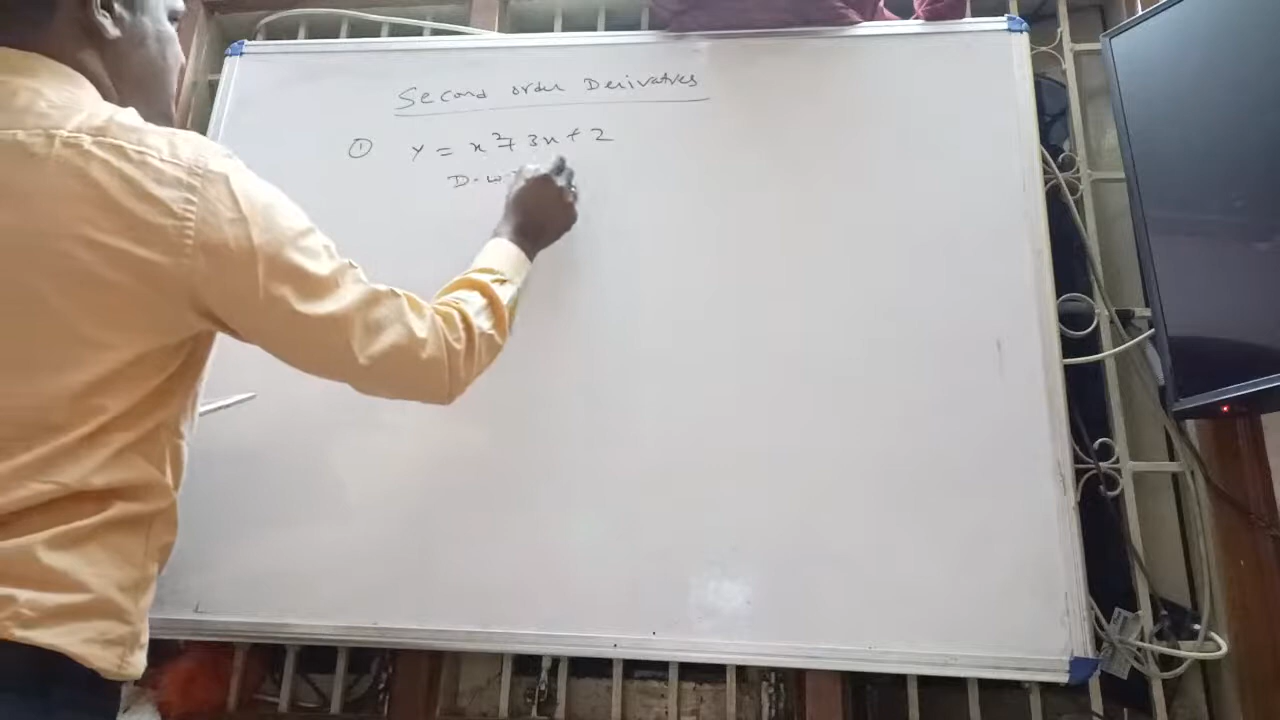 Second order Derivatives
① y = x²+3x+2
D.w